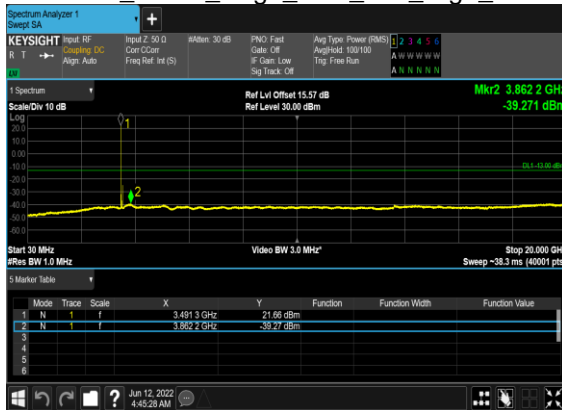 Spectrum Analyzer 1
Swept SA
+
KEYSIGHT Input: RF Input Z: 50 Ω #Atten: 30 dB PNO: Fast Avg Type: Power (RMS) 1 2 3 4 5 6
R T Coupling: DC Corr CCorr Gate: Off Avg|Hold: 100/100 A W W W W W
Align: Auto Freq Ref: Int (S) IF Gain: Low Trig: Free Run
LXI Sig Track: Off A N N N N N
1 Spectrum Ref Lvl Offset 15.57 dB Mkr2 3.862 2 GHz
Scale/Div 10 dB Ref Level 30.00 dBm -39.271 dBm
Log
20.0 1
10.0
0.00
-10.0 DL1 -13.00 dBm
-20.0
-30.0 2
-40.0
-50.0
-60.0
Start 30 MHz Video BW 3.0 MHz* Stop 20.000 GHz
#Res BW 1.0 MHz Sweep ~38.3 ms (40001 pts)
5 Marker Table
Mode Trace Scale X Y Function Function Width Function Value
1 N 1 f 3.491 3 GHz 21.66 dBm
2 N 1 f 3.862 2 GHz -39.27 dBm
3
4
5
6
? Jun 12, 2022
4:45:28 AM